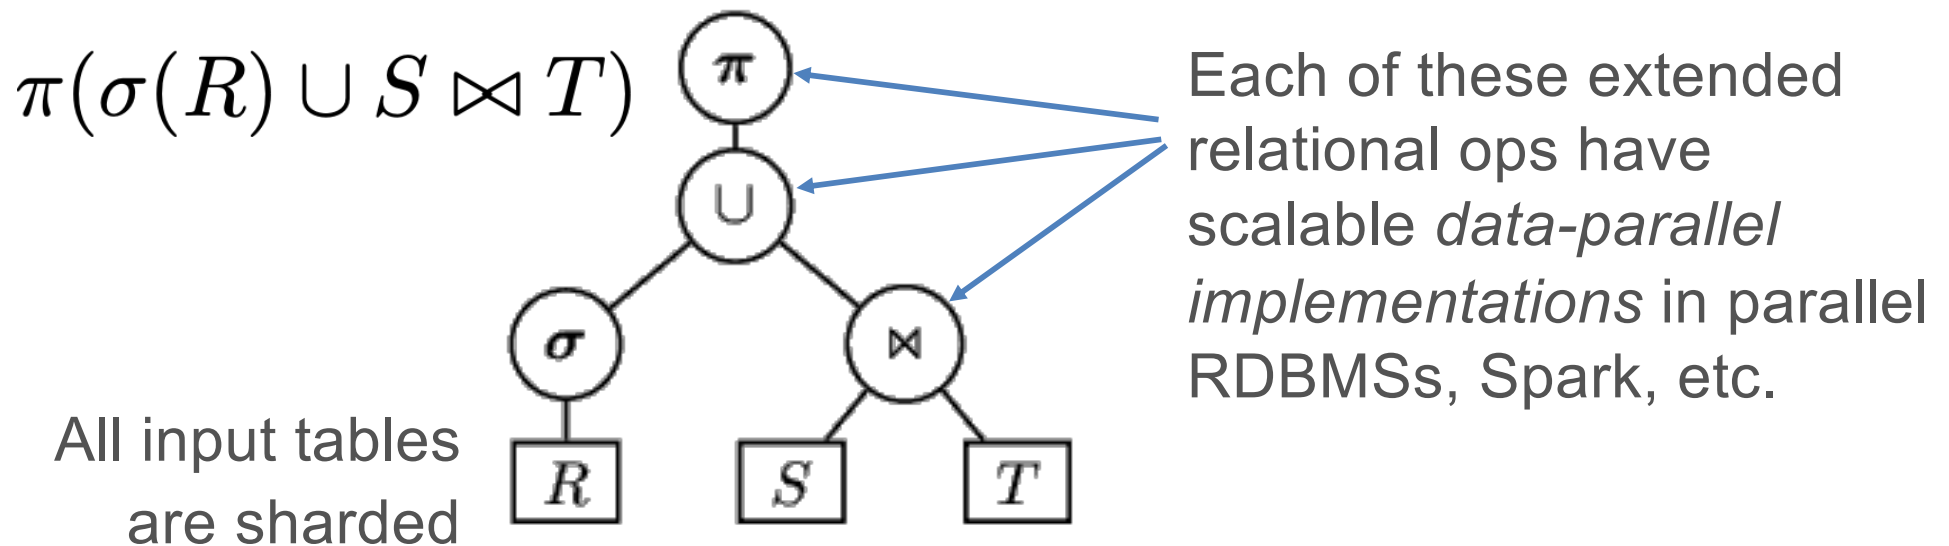 π(σ(R) ∪ S ⋈ T)
π
∪
σ
⋈
R
S
T
All input tables
are sharded
Each of these extended
relational ops have
scalable data-parallel
implementations in parallel
RDBMSs, Spark, etc.